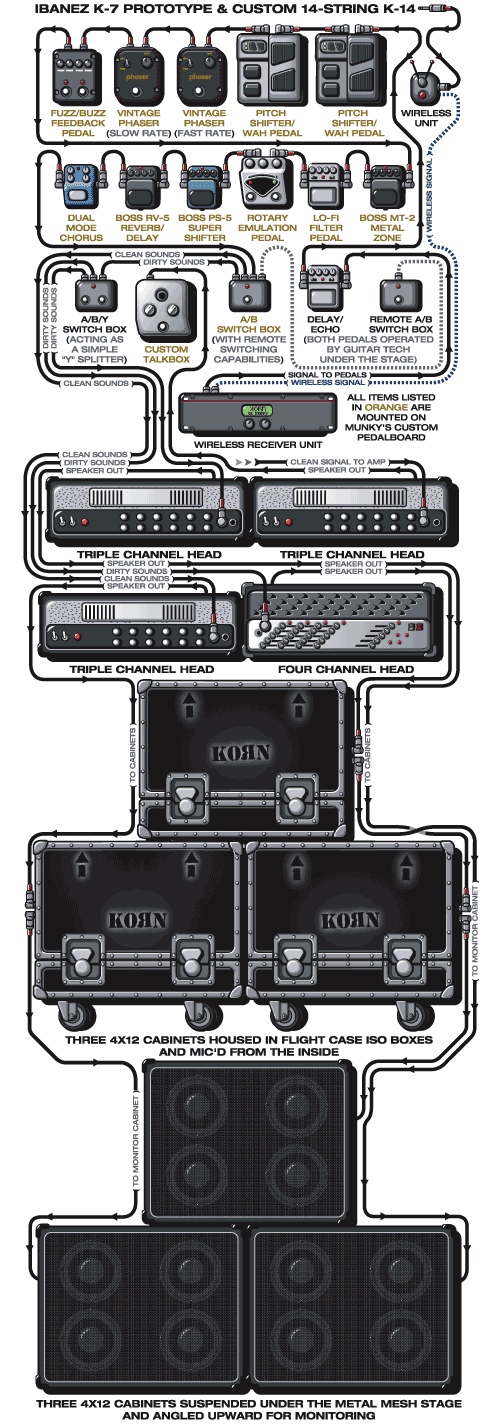 IBANEZ K-7 PROTOTYPE & CUSTOM 14-STRING K-14
FUZZ/BUZZ
FEEDBACK
PEDAL
phaser
VINTAGE
PHASER
(SLOW RATE)
phaser
VINTAGE
PHASER
(FAST RATE)
PITCH
SHIFTER/
WAH PEDAL
PITCH
SHIFTER/
WAH PEDAL
WIRELESS
UNIT
WIRELESS SIGNAL
DUAL
MODE
CHORUS
BOSS RV-5
REVERB/
DELAY
BOSS PS-5
SUPER
SHIFTER
ROTARY
EMULATION
PEDAL
LO-FI
FILTER
PEDAL
BOSS MT-2
METAL
ZONE
CLEAN SOUNDS
DIRTY SOUNDS
DIRTY SOUNDS
DIRTY SOUNDS
A/B/Y
SWITCH BOX
(ACTING AS
A SIMPLE
"Y" SPLITTER)
CUSTOM
TALKBOX
A/B
SWITCH BOX
(WITH REMOTE
SWITCHING
CAPABILITIES)
DELAY/
ECHO
REMOTE A/B
SWITCH BOX
(BOTH PEDALS OPERATED
BY GUITAR TECH
UNDER THE STAGE)
CLEAN SOUNDS
SIGNAL TO PEDALS
WIRELESS SIGNAL
WIRELESS RECEIVER UNIT
ALL ITEMS LISTED
IN ORANGE ARE
MOUNTED ON
MUNKY'S CUSTOM
PEDALBOARD
CLEAN SOUNDS
DIRTY SOUNDS
SPEAKER OUT
CLEAN SIGNAL TO AMP
SPEAKER OUT
TRIPLE CHANNEL HEAD
TRIPLE CHANNEL HEAD
SPEAKER OUT
DIRTY SOUNDS
CLEAN SOUNDS
SPEAKER OUT
SPEAKER OUT
SPEAKER OUT
TRIPLE CHANNEL HEAD
FOUR CHANNEL HEAD
TO CABINETS
KOЯN
TO CABINETS
KOЯN
KOЯN
TO MONITOR CABINET
THREE 4X12 CABINETS HOUSED IN FLIGHT CASE ISO BOXES
AND MIC'D FROM THE INSIDE
TO MONITOR CABINET
THREE 4X12 CABINETS SUSPENDED UNDER THE METAL MESH STAGE
AND ANGLED UPWARD FOR MONITORING